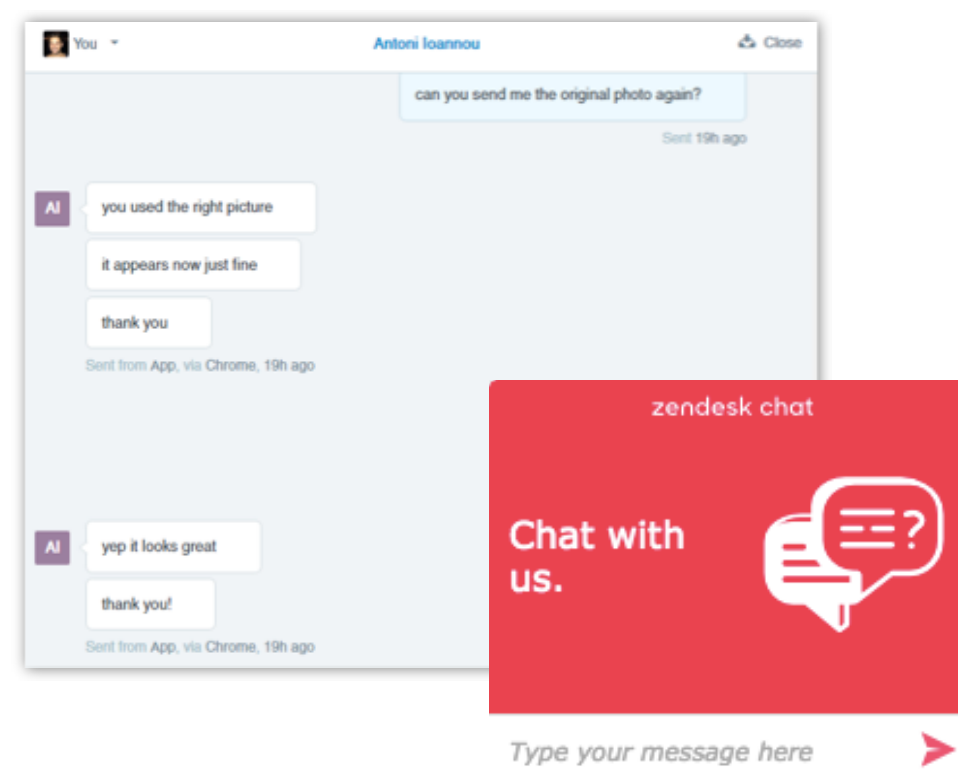 You
Antoni Ioannou
Close
can you send me the original photo again?
Sent 19h ago
AI
you used the right picture
it appears now just fine
thank you
Sent from App, via Chrome, 19h ago
zendesk chat
Chat with
us.
?
AI
yep it looks great
thank you!
Sent from App, via Chrome, 19h ago
Type your message here